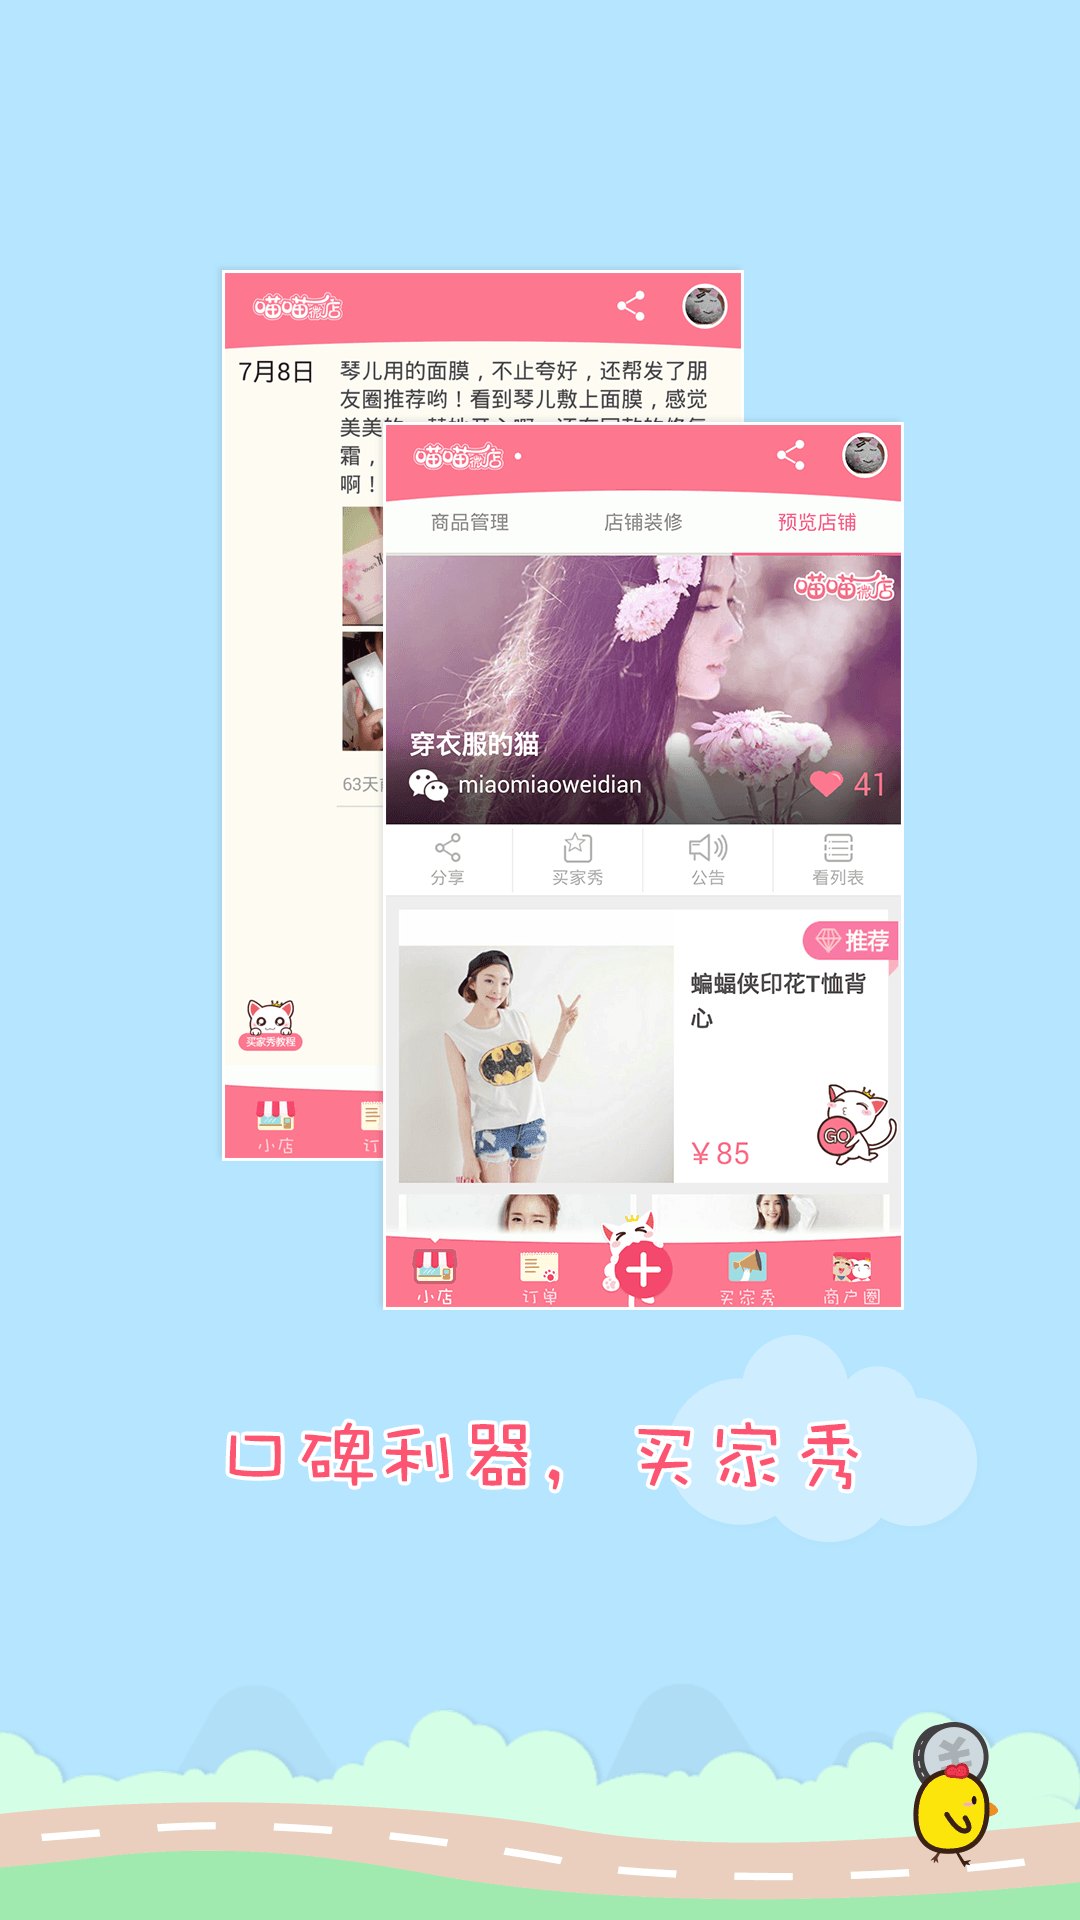 喵喵微店
7月8日
琴儿用的面膜，不止夸好，还帮发了朋
友圈推荐哟！看到琴儿敷上面膜，感觉
美美的
霜，
啊！
63天前
买家秀教程
小店
订
喵喵微店
商品管理
店铺装修
预览店铺
喵喵微店
穿衣服的猫
miaomiaoweidian
41
分享
买家秀
公告
看列表
推荐
蝙蝠侠印花T恤背
心
GO
￥85
小店
订单
买家秀
商户圈
口碑利器，买家秀